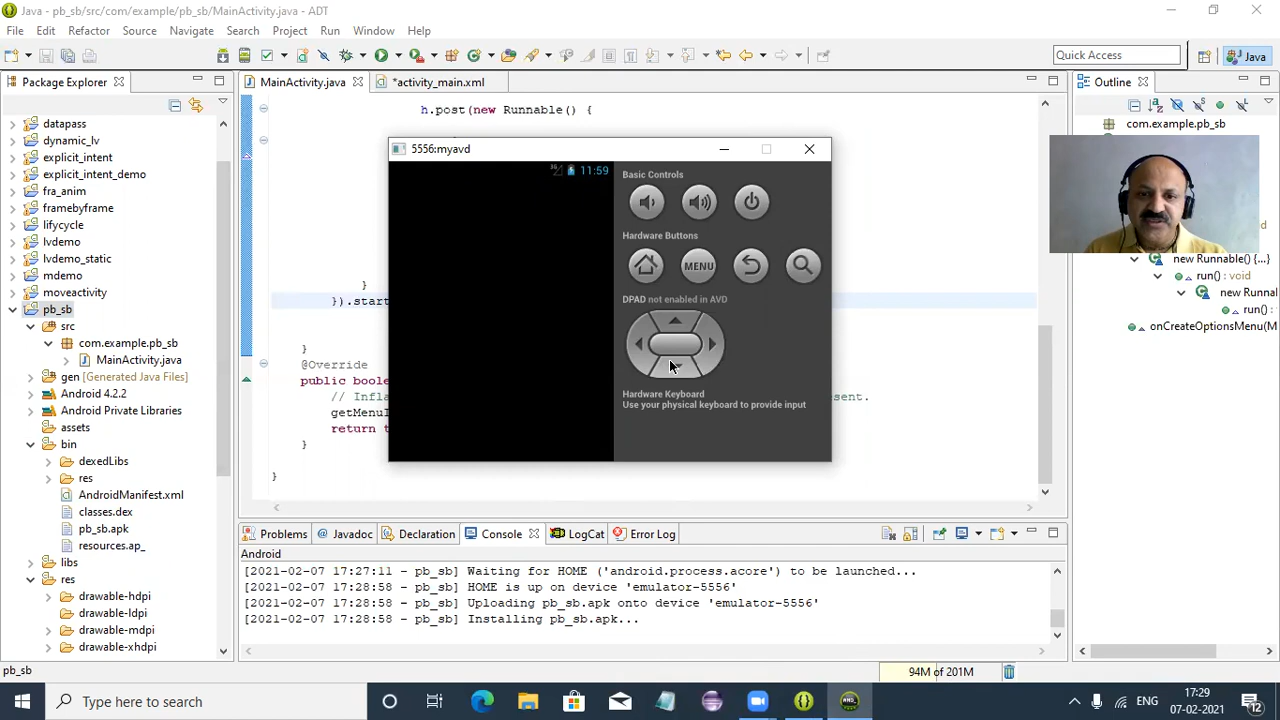 Java - pb_sb/src/com/example/pb_sb/MainActivity.java - ADT
File Edit Refactor Source Navigate Search Project Run Window Help
Quick Access
Java
Package Explorer
MainActivity.java
*activity_main.xml
Outline
datapass
dynamic_lv
explicit_intent
explicit_intent_demo
fra_anim
framebyframe
lifecycle
lvdemo
lvdemo_static
mdemo
moveactivity
pb_sb
src
com.example.pb_sb
MainActivity.java
gen [Generated Java Files]
Android 4.2.2
Android Private Libraries
assets
bin
dexedLibs
res
AndroidManifest.xml
classes.dex
pb_sb.apk
resources.ap_
libs
res
drawable-hdpi
drawable-ldpi
drawable-mdpi
drawable-xhdpi
h.post(new Runnable() {
}
}).start
}
@Override
public boole
// Infla
esent.
getMenuI
return t
}
}
5556:myavd
11:59
Basic Controls
Hardware Buttons
MENU
DPAD not enabled in AVD
Hardware Keyboard
Use your physical keyboard to provide input
com.example.pb_sb
new Runnable() {...}
run() : void
new Runnal
run()
onCreateOptionsMenu(M
Problems
Javadoc
Declaration
Console
LogCat
Error Log
Android
[2021-02-07 17:27:11 - pb_sb] Waiting for HOME ('android.process.acore') to be launched...
[2021-02-07 17:28:58 - pb_sb] HOME is up on device 'emulator-5556'
[2021-02-07 17:28:58 - pb_sb] Uploading pb_sb.apk onto device 'emulator-5556'
[2021-02-07 17:28:58 - pb_sb] Installing pb_sb.apk...
pb_sb
94M of 201M
Type here to search
ENG
17:29
07-02-2021
12